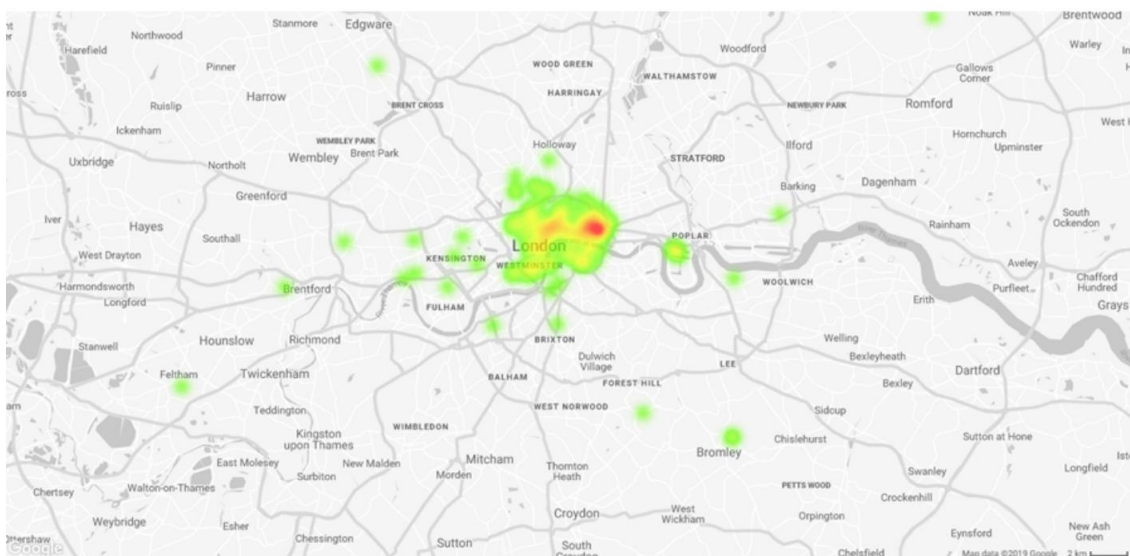 Stanmore
Edgware
Noak Hill
Brentwood
Northwood
Harefield
Woodford
Warley
Pinner
WOOD GREEN
WALTHAMSTOW
Gallows
Corner
Harrow
HARRINGAY
Ruislip
BRENT CROSS
NEWBURY PARK
Romford
Ickenham
WEMBLEY PARK
Holloway
Ilford
Hornchurch
Upminster
Brent Park
Wembley
STRATFORD
Uxbridge
Northolt
Barking
Dagenham
Greenford
Iver
Hayes
Southall
POPLAR
Rainham
South
Ockendon
London
West Drayton
KENSINGTON
WESTMINSTER
Aveley
Harmondsworth
Longford
Brentford
WOOLWICH
Purfleet
Chafford
Hundred
FULHAM
Erith
Grays
Stanwell
Hounslow
Richmond
BRIXTON
Welling
Dulwich
Village
Bexleyheath
LEE
Feltham
Twickenham
BALHAM
FOREST HILL
Bexley
Dartford
Teddington
WEST NORWOOD
Sidcup
WIMBLEDON
Kingston
upon Thames
Bromley
Chislehurst
Sutton at Hone
East Molesey
New Malden
Mitcham
Thornton
Heath
Longfield
Swanley
Surbiton
Morden
Chertsey
Walton-on-Thames
PETTS WOOD
Crockenhill
Weybridge
Croydon
West
Wickham
Orpington
Esher
Chessington
Sutton
South
Eynsford
New Ash
Green
Chelsfield
Google
Map data ©2019 Google
2 km